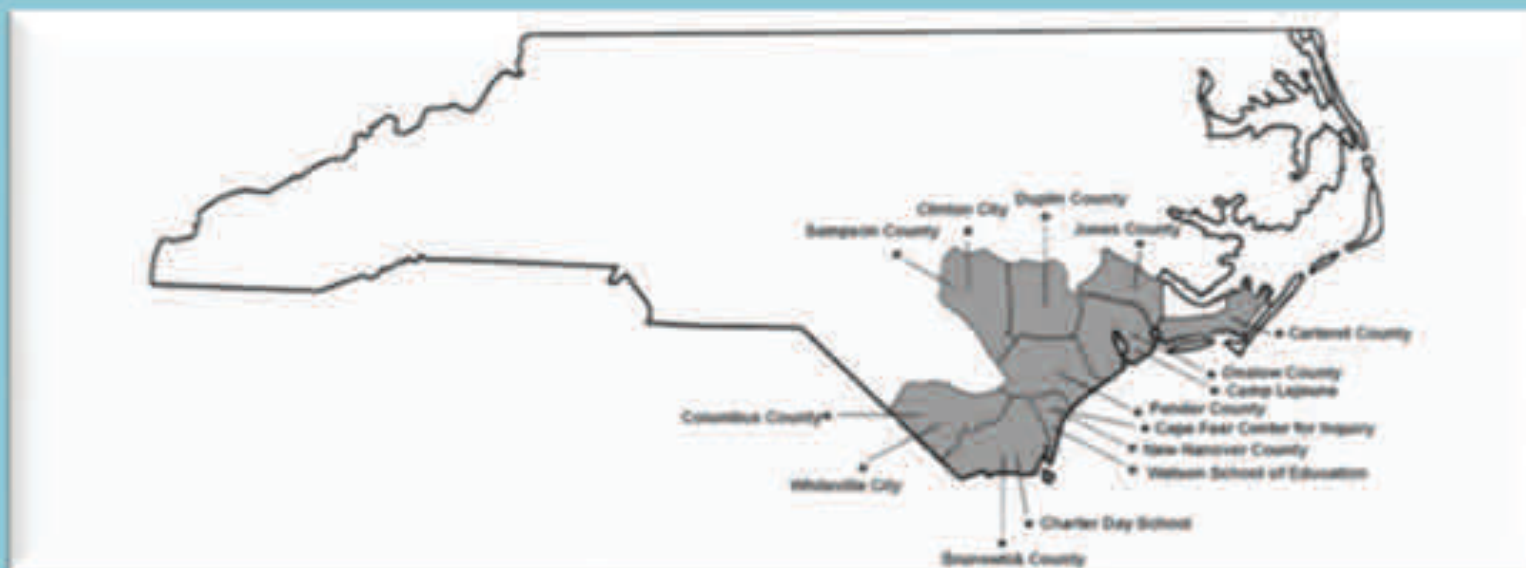 Duplin County
Clinton City
Sampson County
Jones County
Carteret County
Onslow County
Camp Lejeune
Pender County
Columbus County
Cape Fear Center for Inquiry
New Hanover County
Watson School of Education
Whiteville City
Charter Day School
Brunswick County